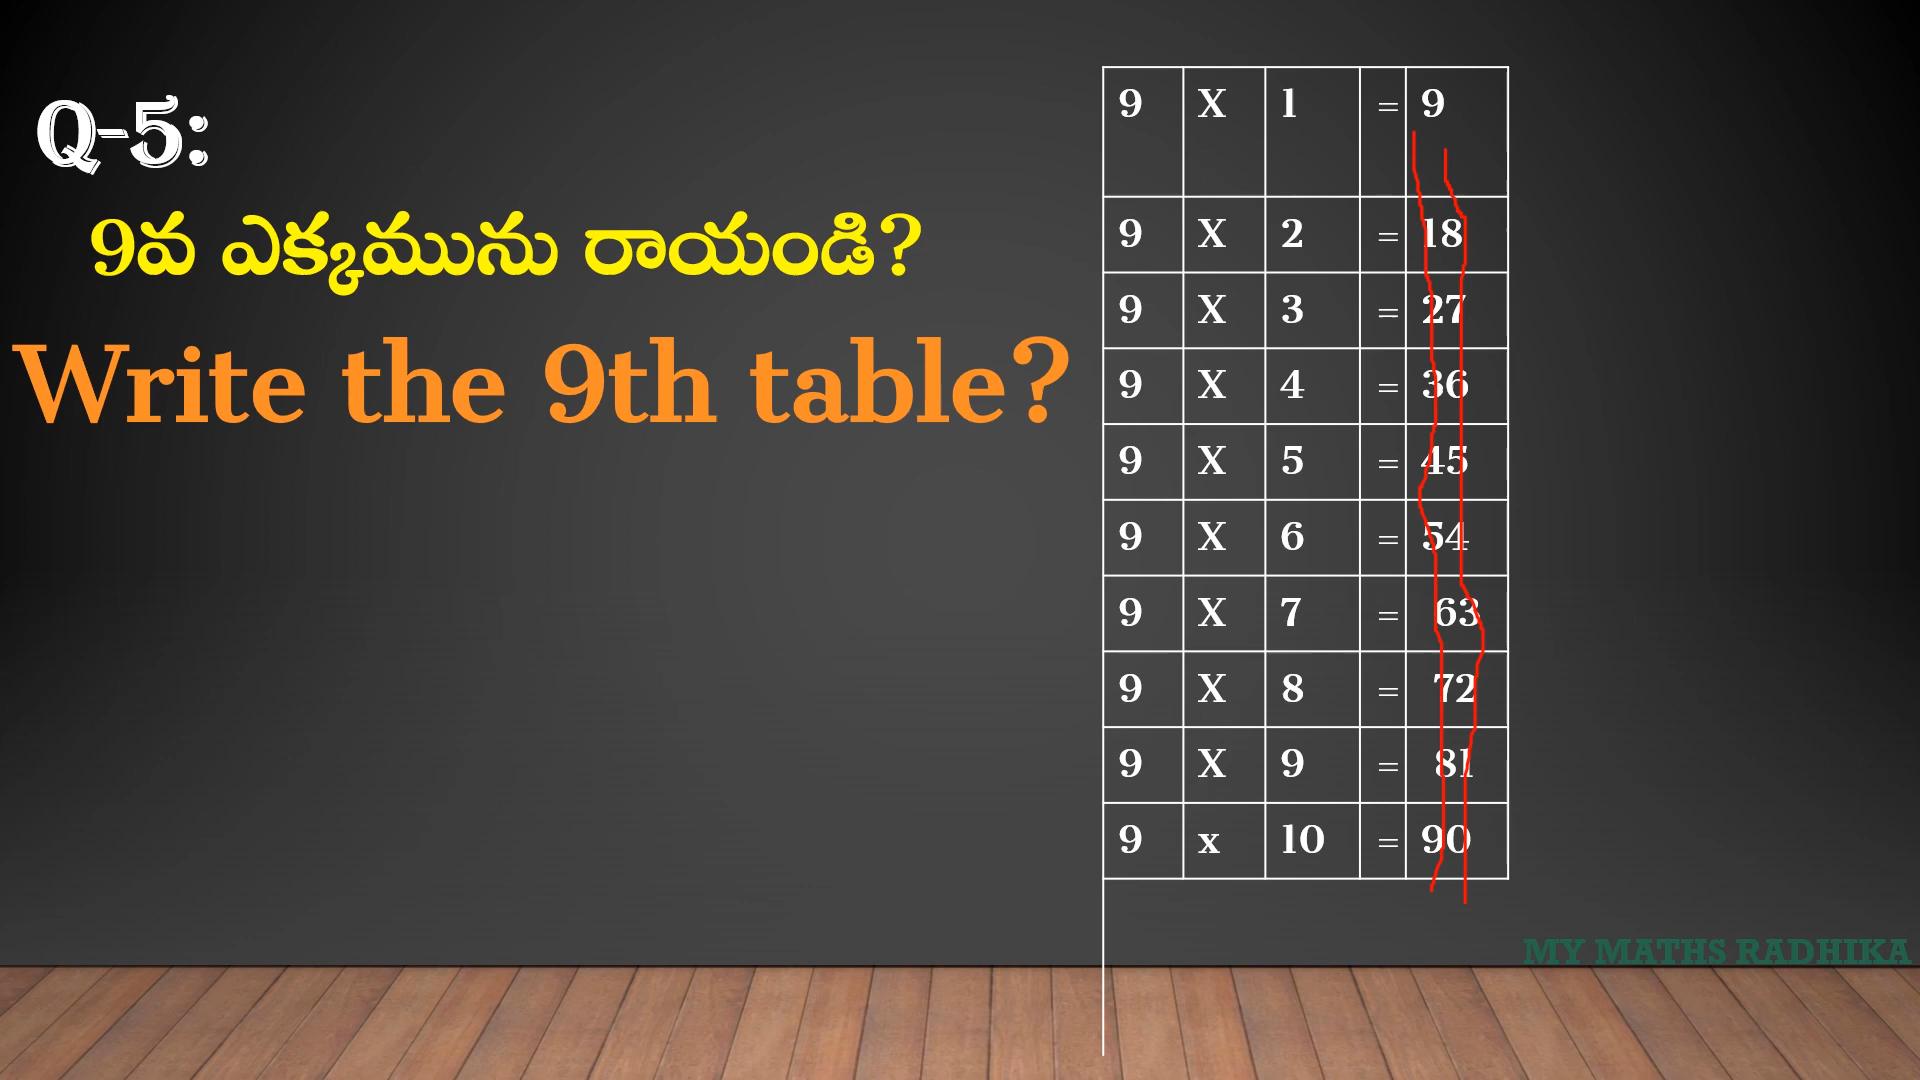 Q-5:
9వ ఎక్కమును రాయండి?
Write the 9th table?
9 X 1 = 9
9 X 2 = 18
9 X 3 = 27
9 X 4 = 36
9 X 5 = 45
9 X 6 = 54
9 X 7 = 63
9 X 8 = 72
9 X 9 = 81
9 x 10 = 90
MY MATHS RADHIKA